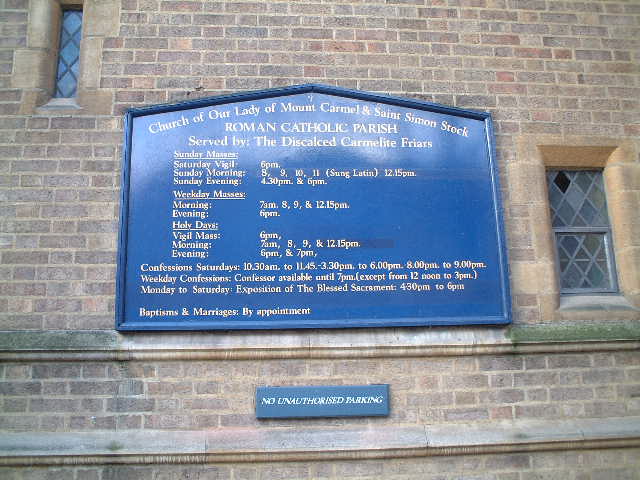 Church of Our Lady of Mount Carmel & Saint Simon Stock
ROMAN CATHOLIC PARISH
Served by: The Discalced Carmelite Friars
Sunday Masses:
Saturday Vigil: 6pm.
Sunday Morning: 8, 9, 10, 11 (Sung Latin) 12.15pm.
Sunday Evening: 4.30pm. & 6pm.
Weekday Masses:
Morning: 7am. 8, 9, & 12.15pm.
Evening: 6pm.
Holy Days:
Vigil Mass: 6pm,
Morning: 7am, 8, 9, & 12.15pm.
Evening: 6pm, & 7pm,
Confessions Saturdays: 10.30am. to 11.45.-3.30pm. to 6.00pm. 8.00pm. to 9.00pm.
Weekday Confessions: Confessor available until 7pm.(except from 12 noon to 3pm.)
Monday to Saturday: Exposition of The Blessed Sacrament: 4.30pm to 6pm
Baptisms & Marriages: By appointment
NO UNAUTHORISED PARKING